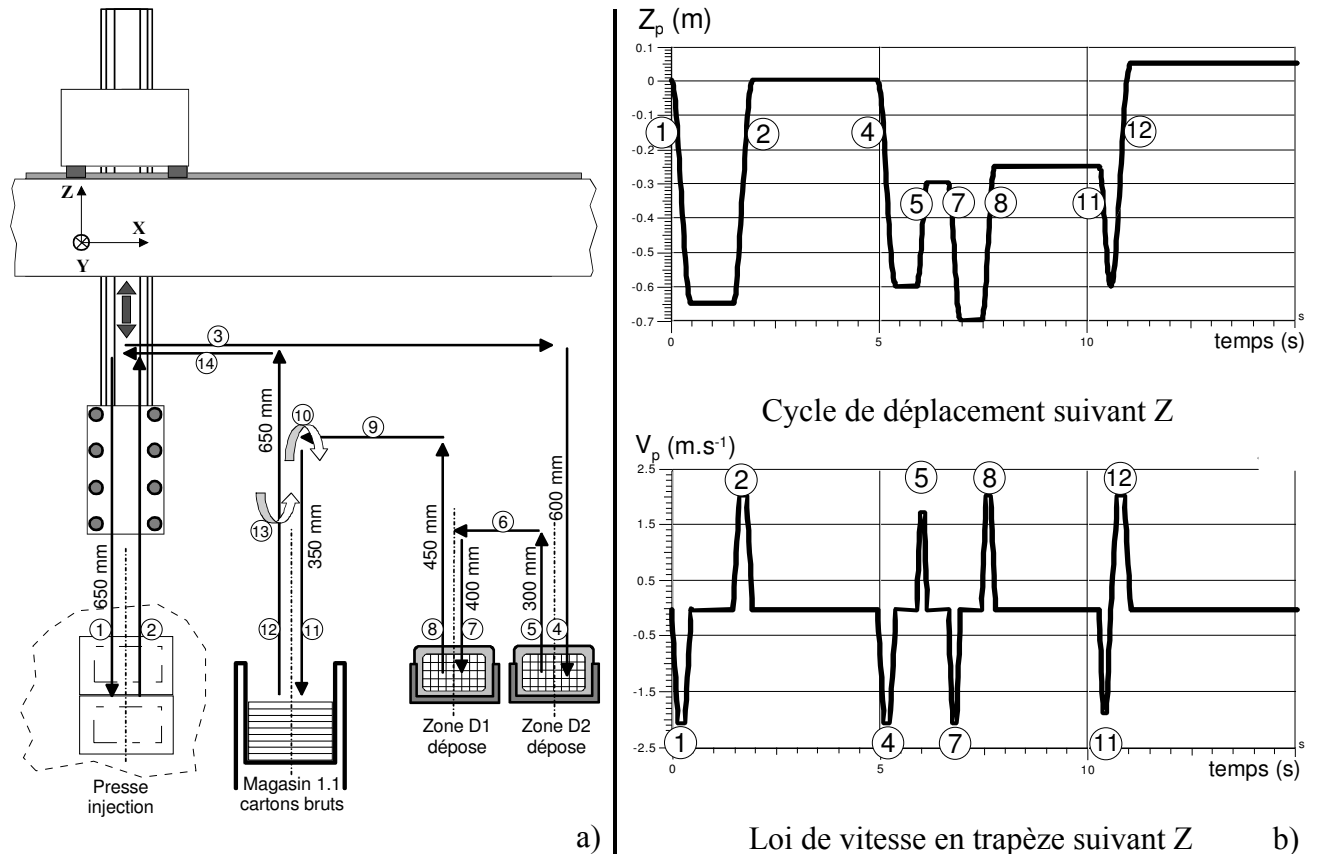 Z
X
Y
3
14
650 mm
10
9
13
650 mm
350 mm
450 mm
6
400 mm
300 mm
600 mm
1
2
12
11
8
7
5
4
Presse
injection
Magasin 1.1
cartons bruts
Zone D1
dépose
Zone D2
dépose
a)
Zp (m)
0.1
0
-0.1
-0.2
-0.3
-0.4
-0.5
-0.6
-0.7
1
2
4
5
7
8
11
12
s
0
5
10
temps (s)
Cycle de déplacement suivant Z
Vp (m.s-1)
2.5
1.5
0.5
-0.5
-1.5
-2.5
2
5
8
12
1
4
7
11
s
0
5
10
temps (s)
Loi de vitesse en trapèze suivant Z
b)